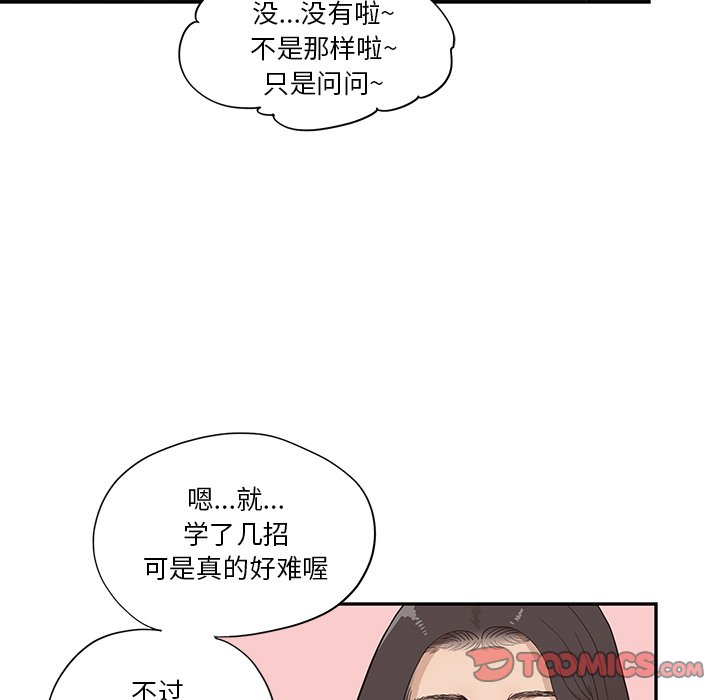 没...没有啦~
不是那样啦~
只是问问~
嗯...就...
学了几招
可是真的好难喔
不过
TOOMICS.COM